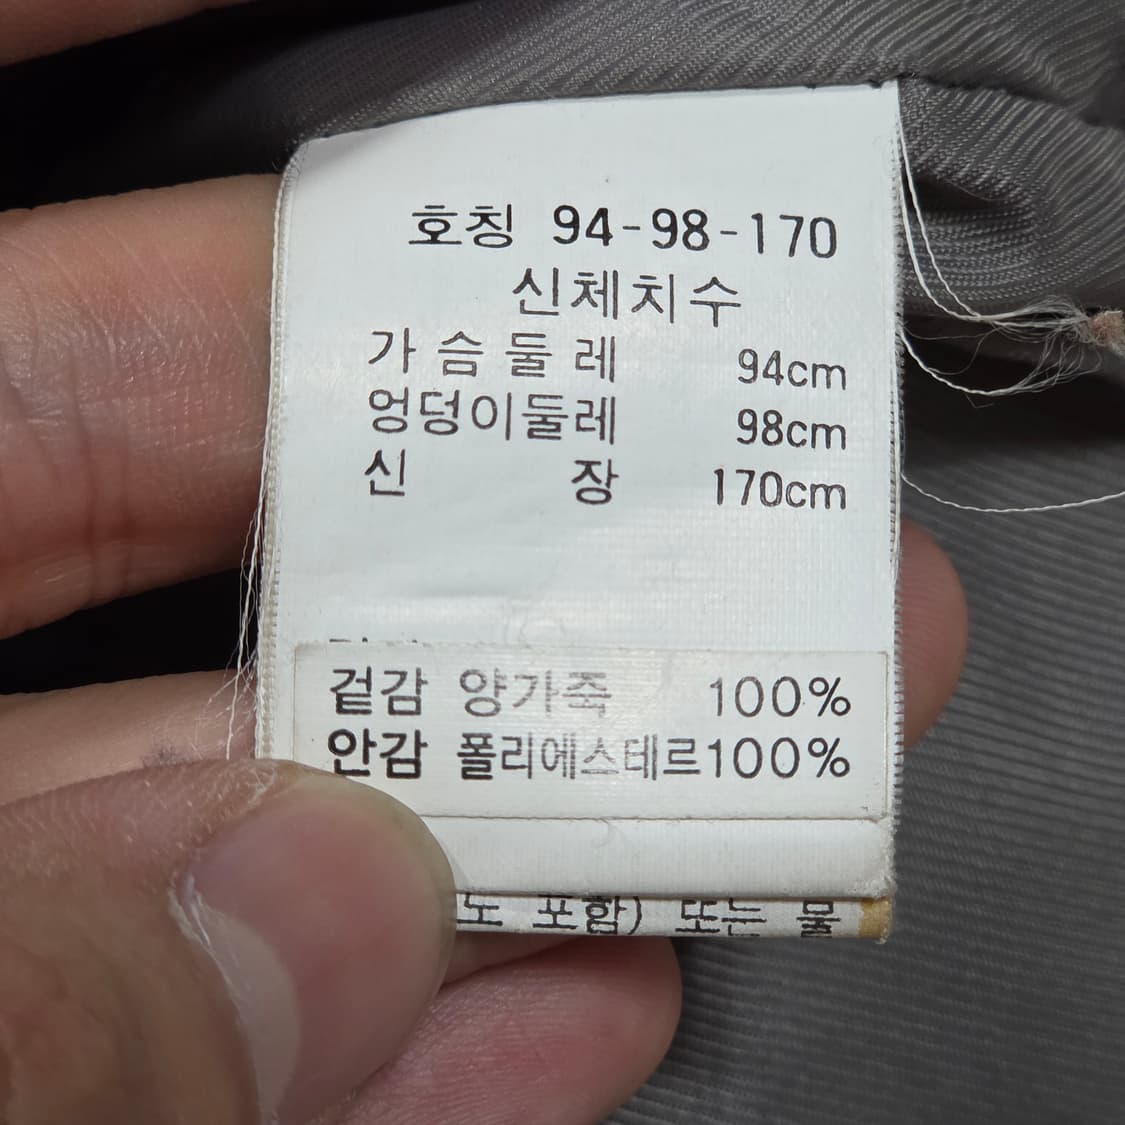 호칭 94-98-170
신체치수
가슴둘레 94cm
엉덩이둘레 98cm
신 장 170cm
겉감 양가죽 100%
안감 폴리에스테르100%
포함) 또는 물